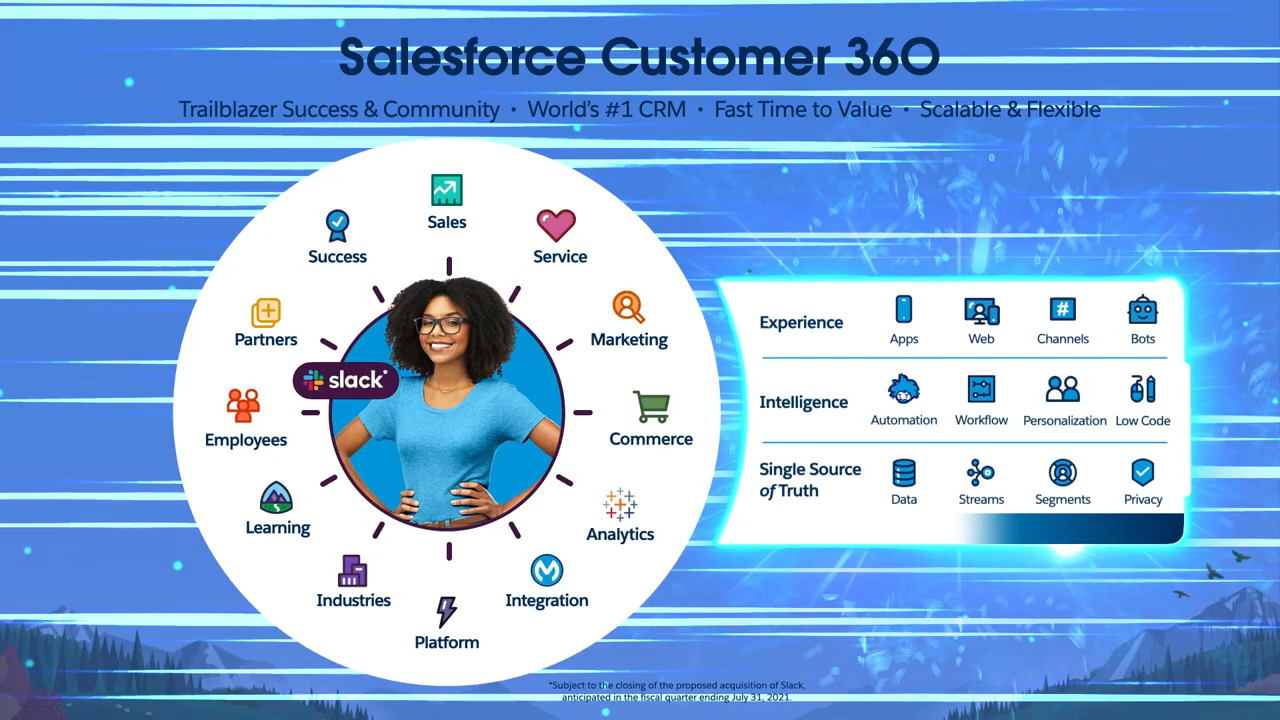 Salesforce Customer 360
Trailblazer Success & Community • World's #1 CRM • Fast Time to Value • Scalable & Flexible
Sales
Service
Marketing
Commerce
Analytics
Integration
Platform
Industries
Learning
Employees
Partners
Success
slack*
Experience
Apps
Web
#
Channels
Bots
Intelligence
Automation
Workflow
Personalization
Low Code
Single Source
of Truth
Data
Streams
Segments
Privacy
*Subject to the closing of the proposed acquisition of Slack,
anticipated in the fiscal quarter ending July 31, 2021.